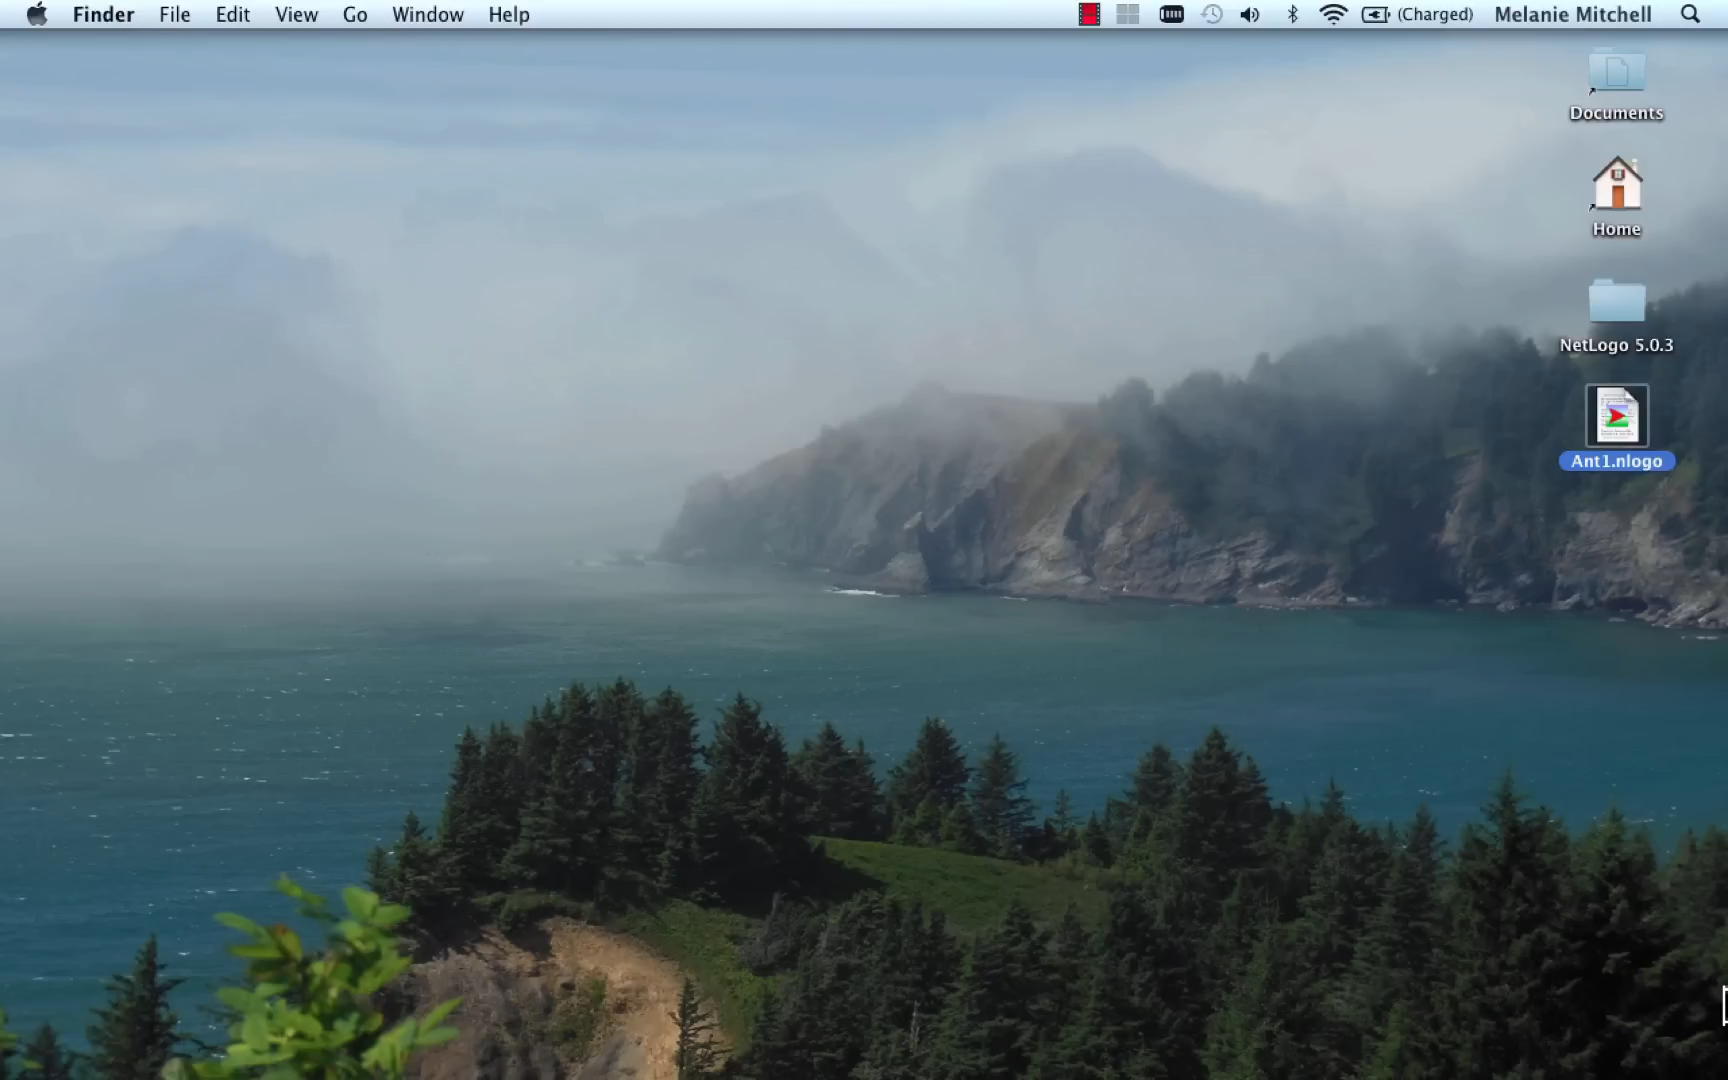 Finder File Edit View Go Window Help (Charged) Melanie Mitchell
Documents
Home
NetLogo 5.0.3
Ant1.nlogo